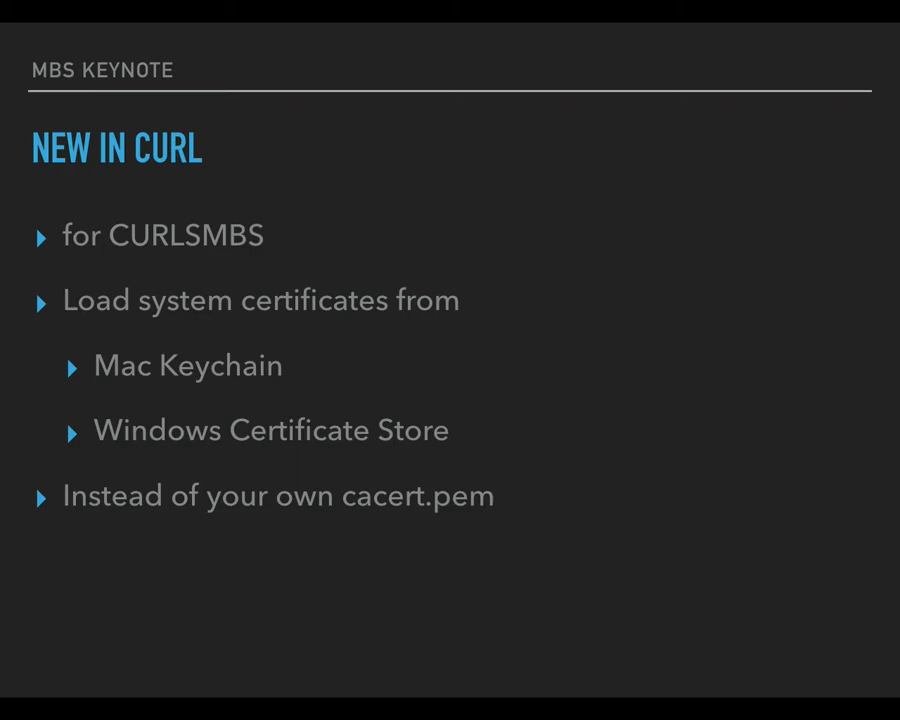 MBS KEYNOTE
NEW IN CURL
for CURLSMBS
Load system certificates from
Mac Keychain
Windows Certificate Store
Instead of your own cacert.pem